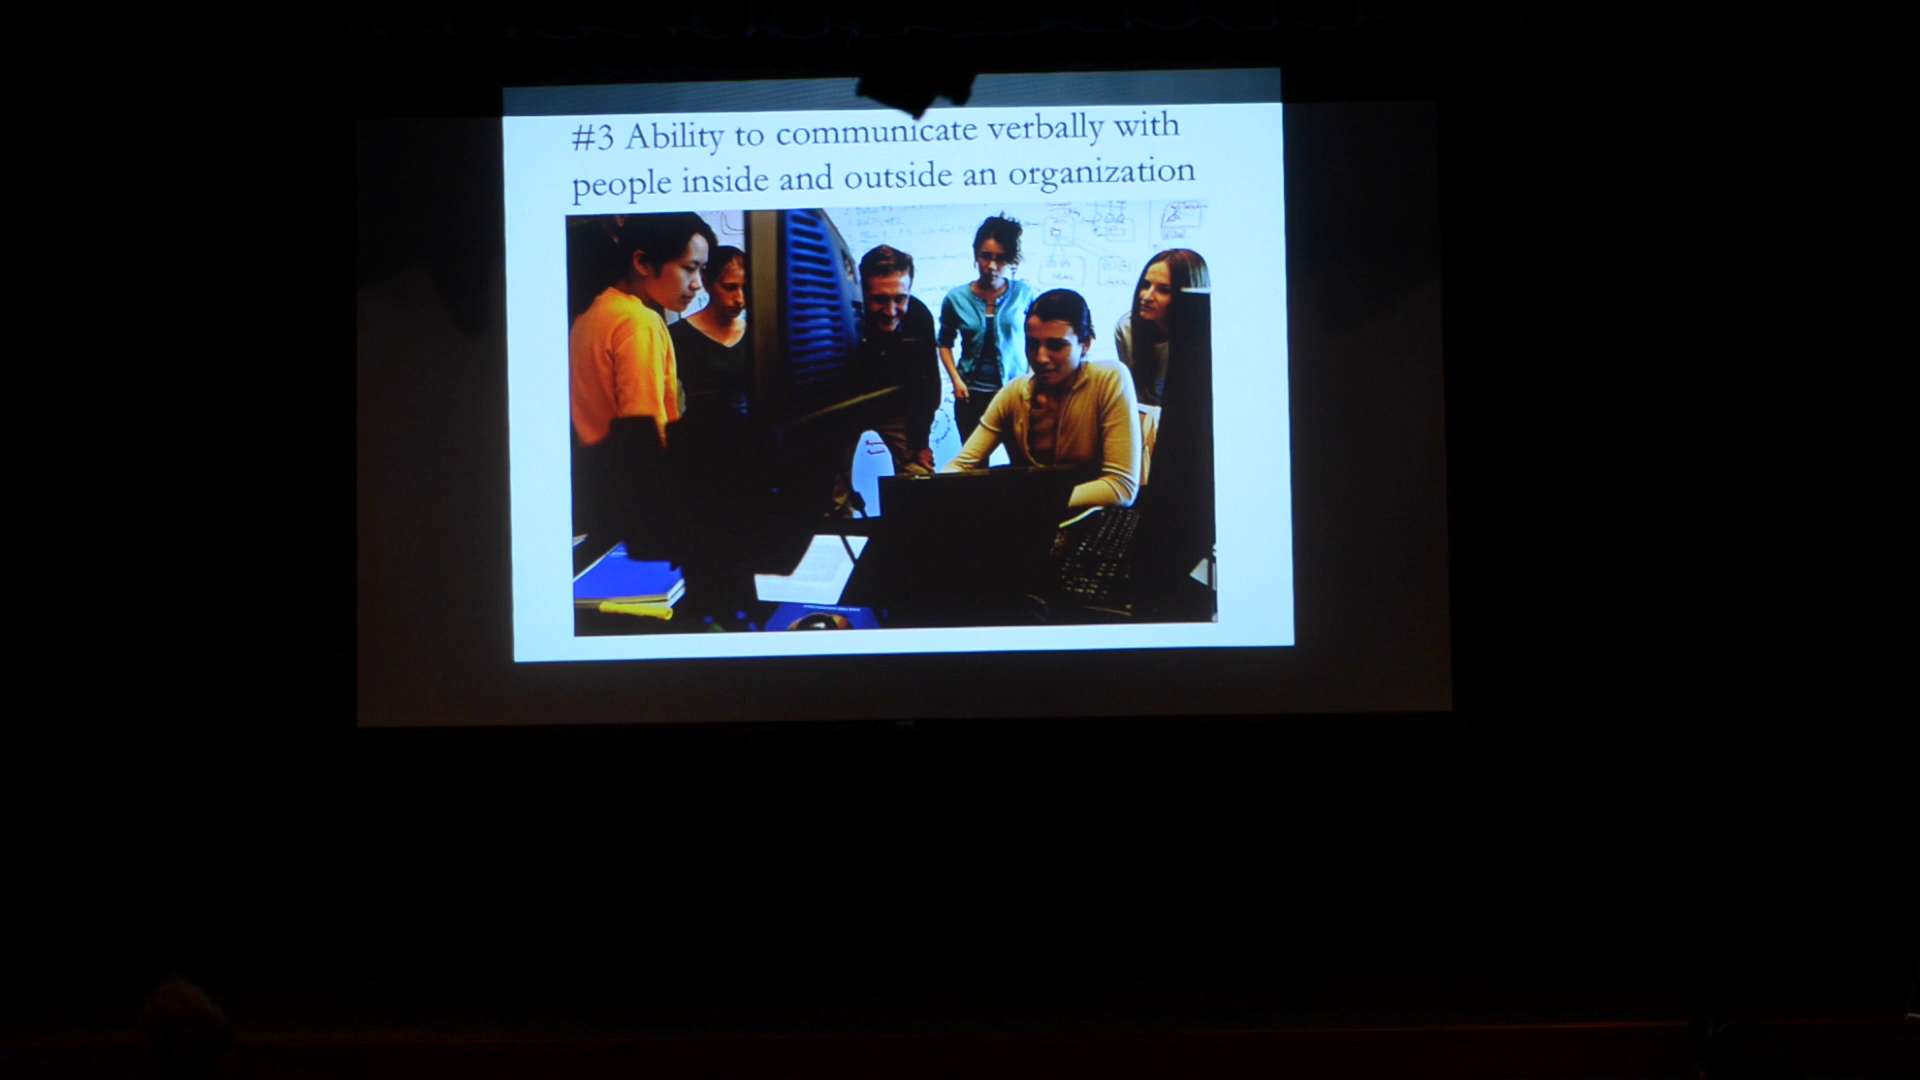 #3 Ability to communicate verbally with
people inside and outside an organization